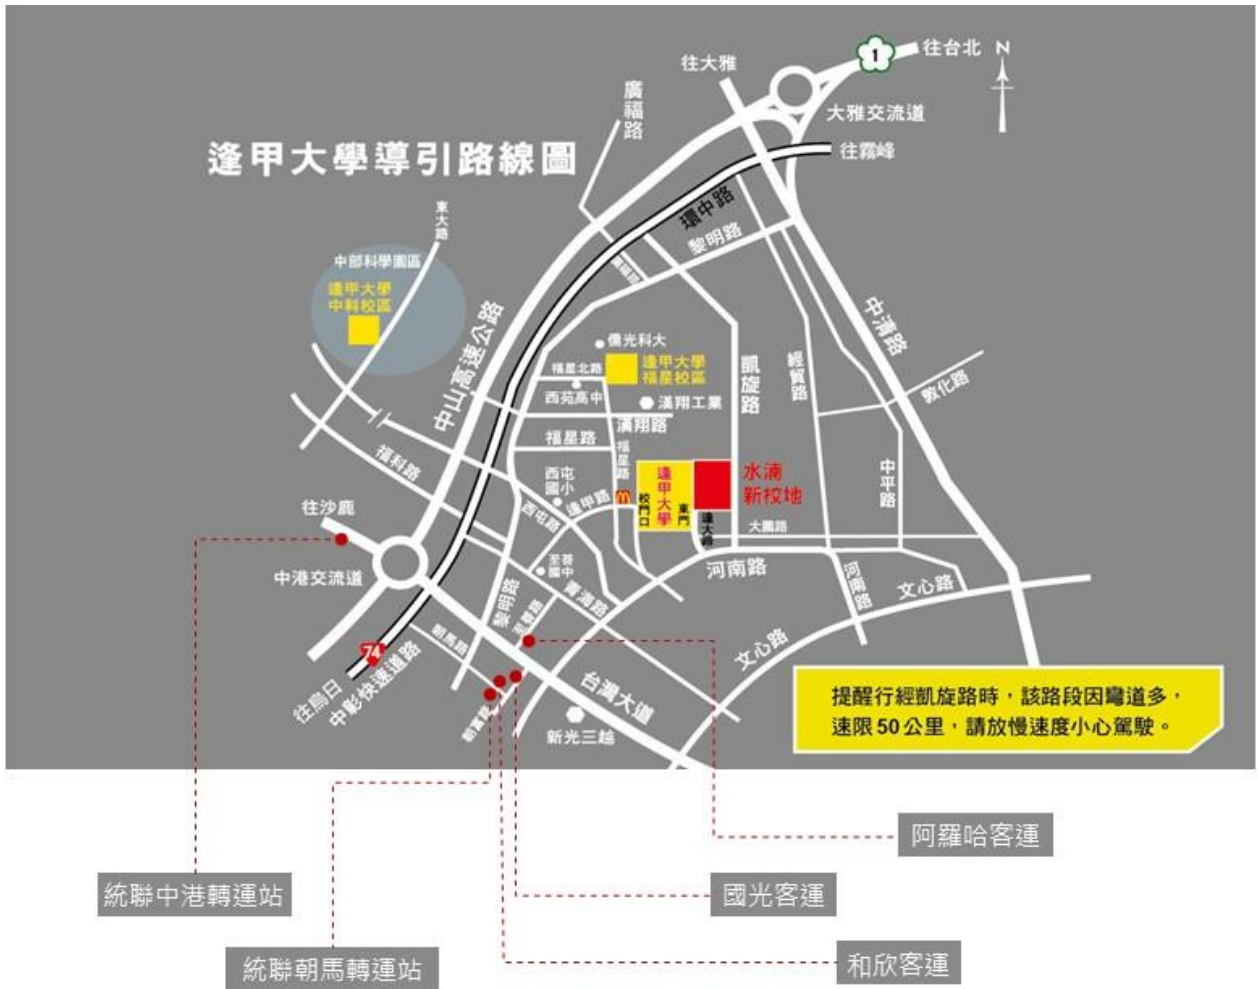 往台北
N
1
往大雅
大雅交流道
廣福路
往霧峰
逢甲大學導引路線圖
環中路
東大路
黎明路
中部科學園區
逢甲大學
中科校區
中山高速公路
中清路
僑光科大
福星北路
逢甲大學
福星校區
凱旋路
經貿路
敦化路
西苑高中
漢翔工業
漢翔路
福星路
福星路
福科路
西屯
國小
逢甲路
西屯路
校門口
逢甲大學
東門
水湳
新校地
中平路
往沙鹿
逢大路
大鵬路
中港交流道
至善
國中
河南路
河南路
文心路
黎明路
青海路
至善路
朝馬路
文心路
74
往烏日
中彰快速道路
台灣大道
朝富路
新光三越
提醒行經凱旋路時，該路段因彎道多，
速限50公里，請放慢速度小心駕駛。
阿羅哈客運
統聯中港轉運站
國光客運
統聯朝馬轉運站
和欣客運